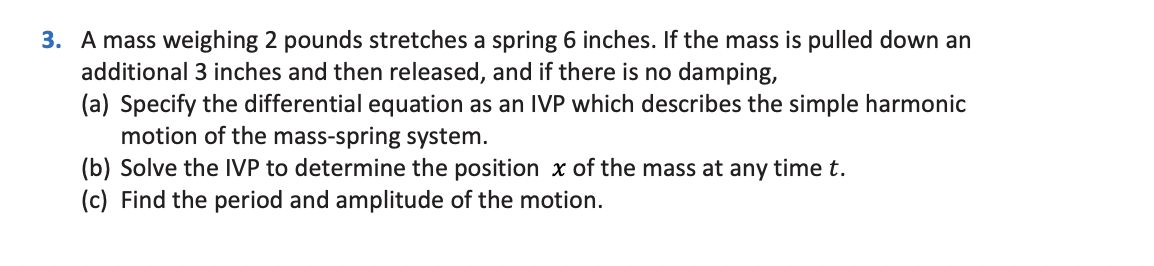 3. A mass weighing 2 pounds stretches a spring 6 inches. If the mass is pulled down an
additional 3 inches and then released, and if there is no damping,
(a) Specify the differential equation as an IVP which describes the simple harmonic
motion of the mass-spring system.
(b) Solve the IVP to determine the position x of the mass at any time t.
(c) Find the period and amplitude of the motion.